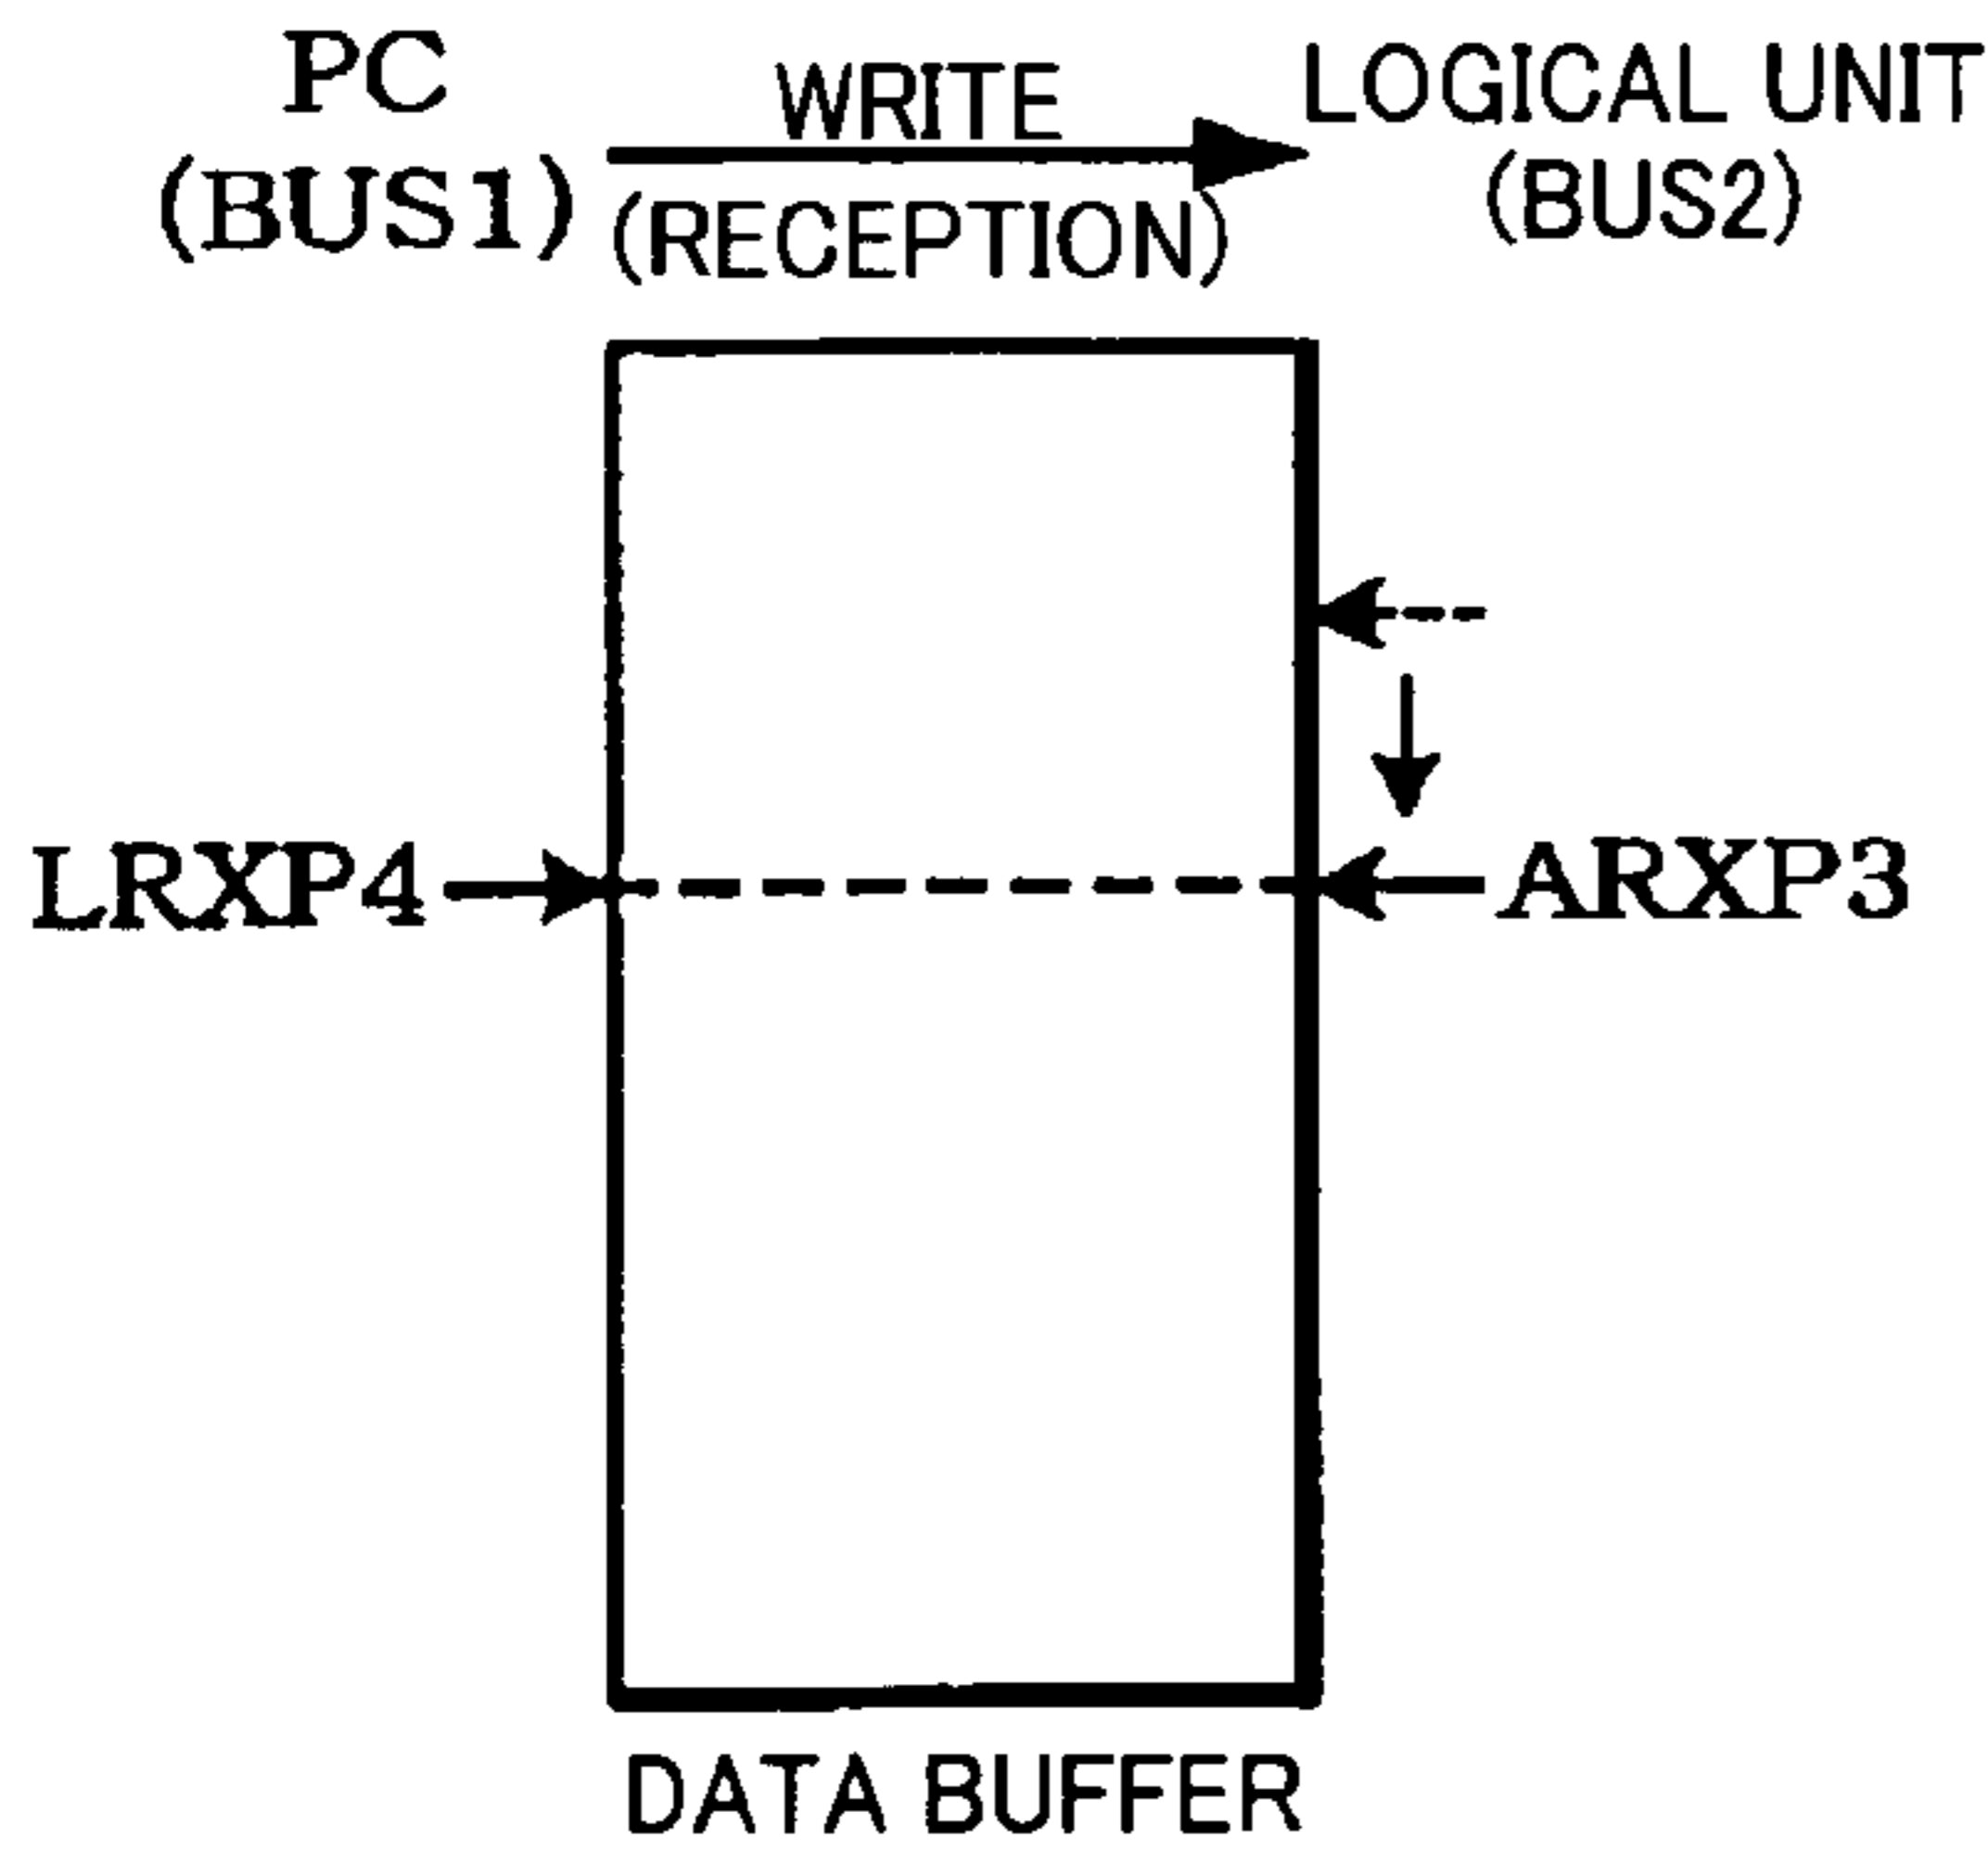 PC
(BUS1)
WRITE
(RECEPTION)
LOGICAL UNIT
(BUS2)
LRXP4
ARXP3
DATA BUFFER